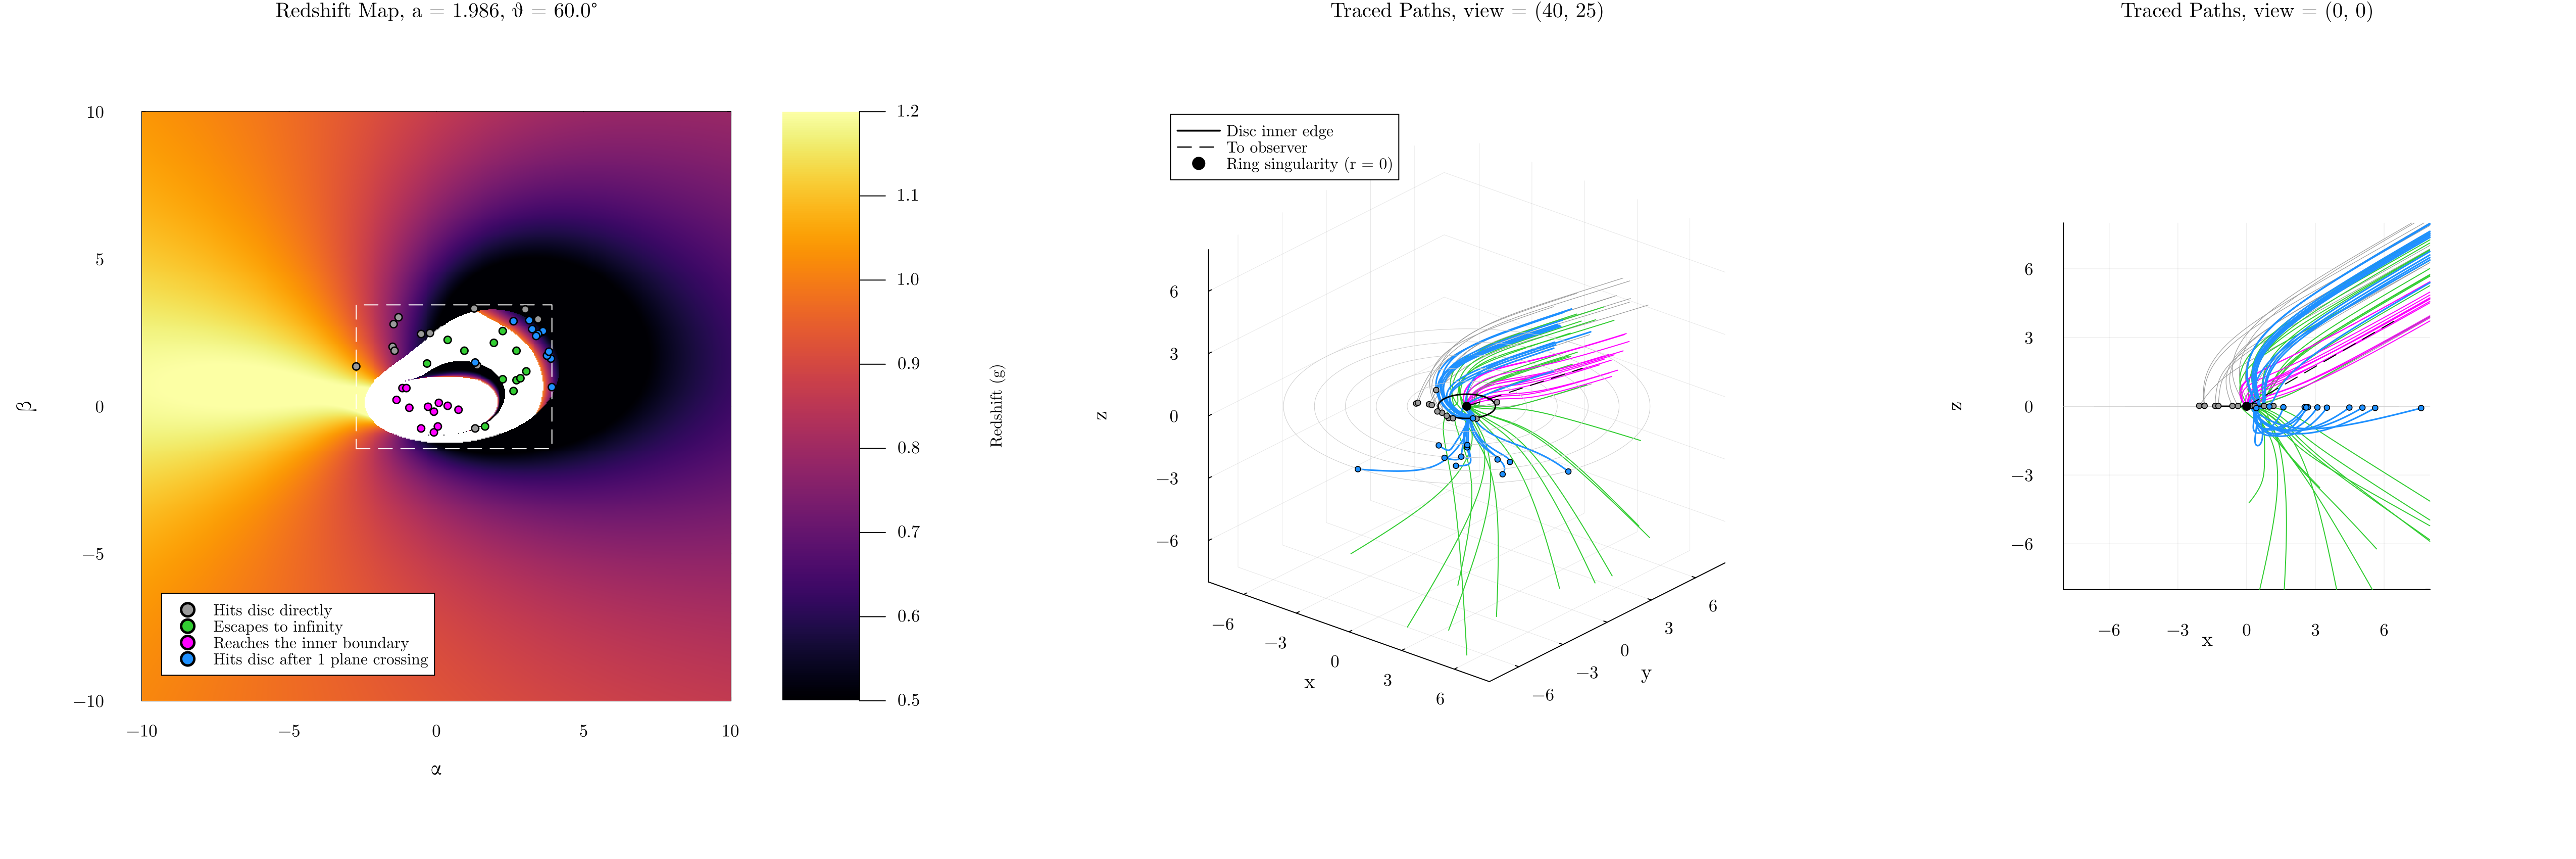 Redshift Map, a = 1.986, ϑ = 60.0°
10
5
0
−5
−10
β
−10
−5
0
5
10
α
Hits disc directly
Escapes to infinity
Reaches the inner boundary
Hits disc after 1 plane crossing
1.2
1.1
1.0
0.9
0.8
0.7
0.6
0.5
Redshift (g)
Traced Paths, view = (40, 25)
Disc inner edge
To observer
Ring singularity (r = 0)
6
3
0
−3
−6
z
−6
−3
0
3
6
x
−6
−3
0
3
6
y
Traced Paths, view = (0, 0)
6
3
0
−3
−6
z
−6
−3
0
3
6
x